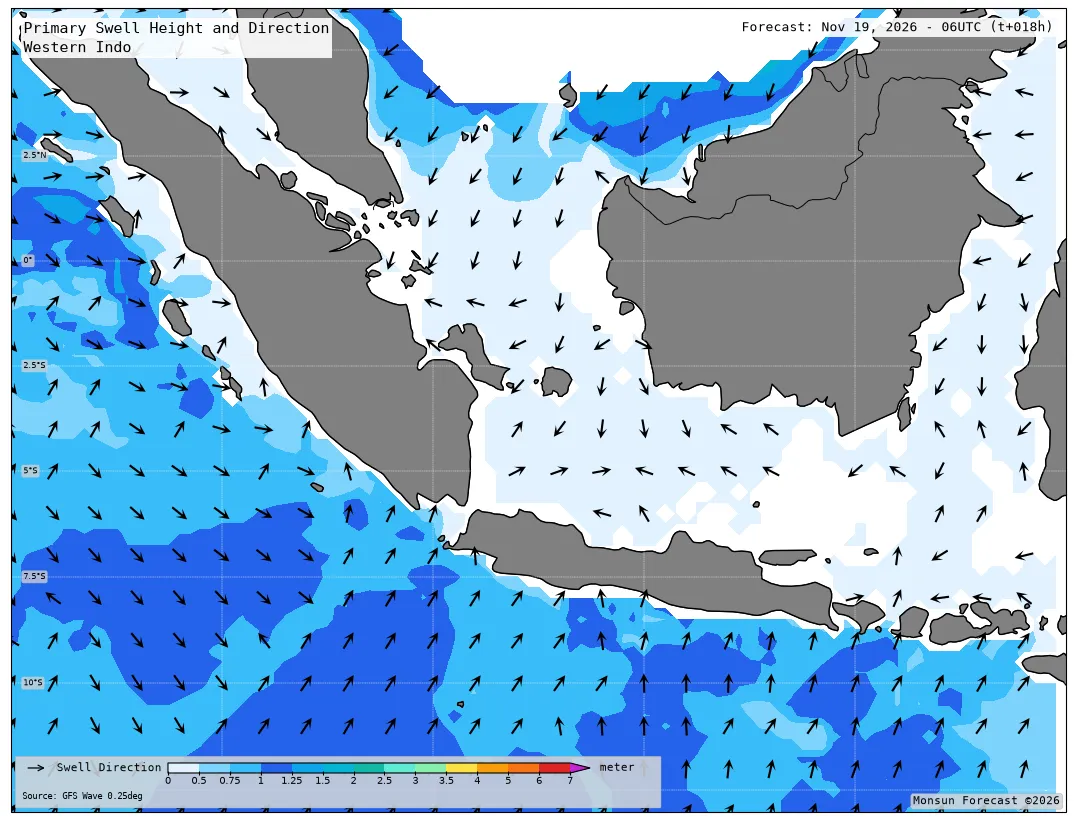 Primary Swell Height and Direction
Western Indo
Forecast: Nov 19, 2026 - 06UTC (t+018h)
2.5°N
0°
2.5°S
5°S
7.5°S
10°S
Swell Direction
meter
0 0.5 0.75 1 1.25 1.5 2 2.5 3 3.5 4 5 6 7
Source: GFS Wave 0.25deg
Monsun Forecast ©2026